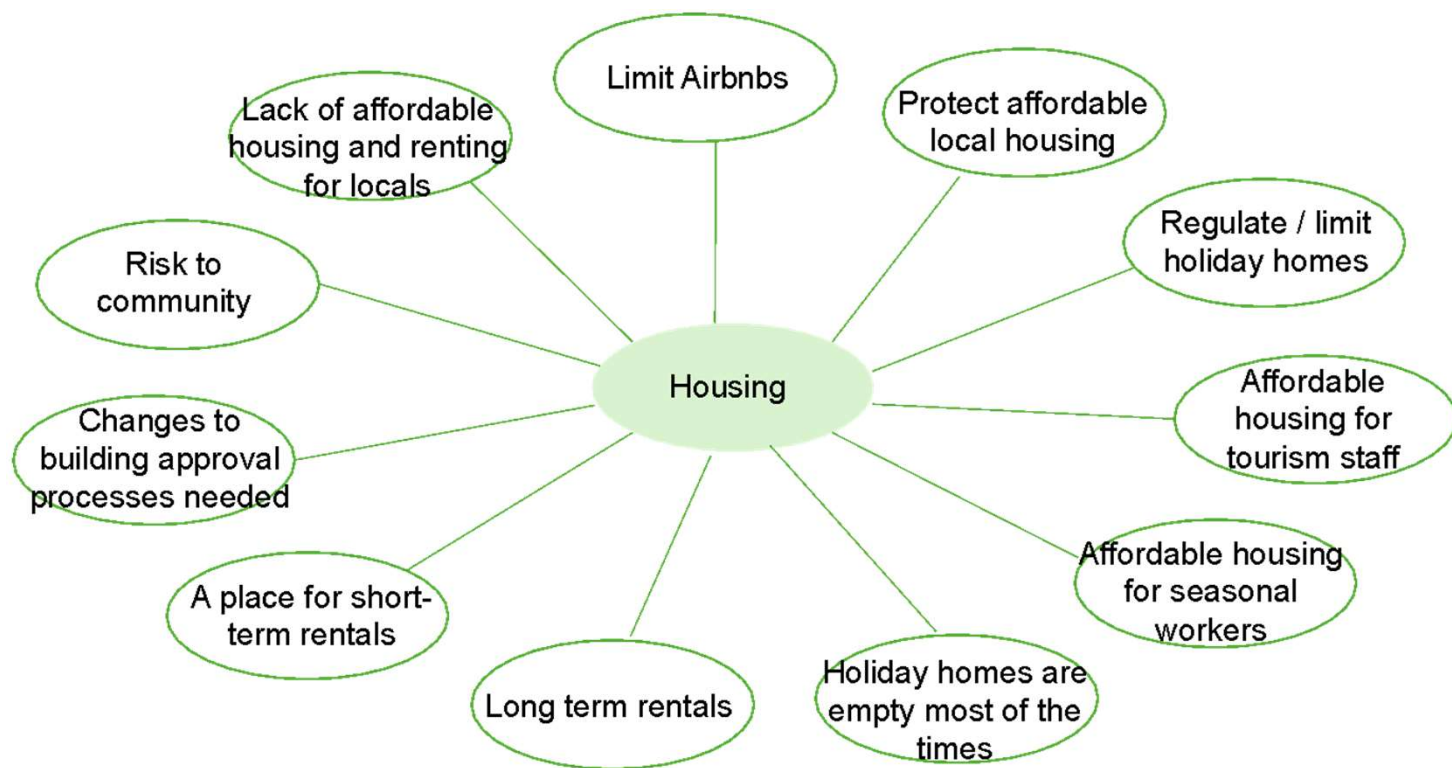 Limit Airbnbs
Protect affordable
local housing
Regulate / limit
holiday homes
Affordable
housing for
tourism staff
Affordable housing
for seasonal
workers
Holiday homes are
empty most of the
times
Long term rentals
A place for short-
term rentals
Changes to
building approval
processes needed
Risk to
community
Lack of affordable
housing and renting
for locals
Housing